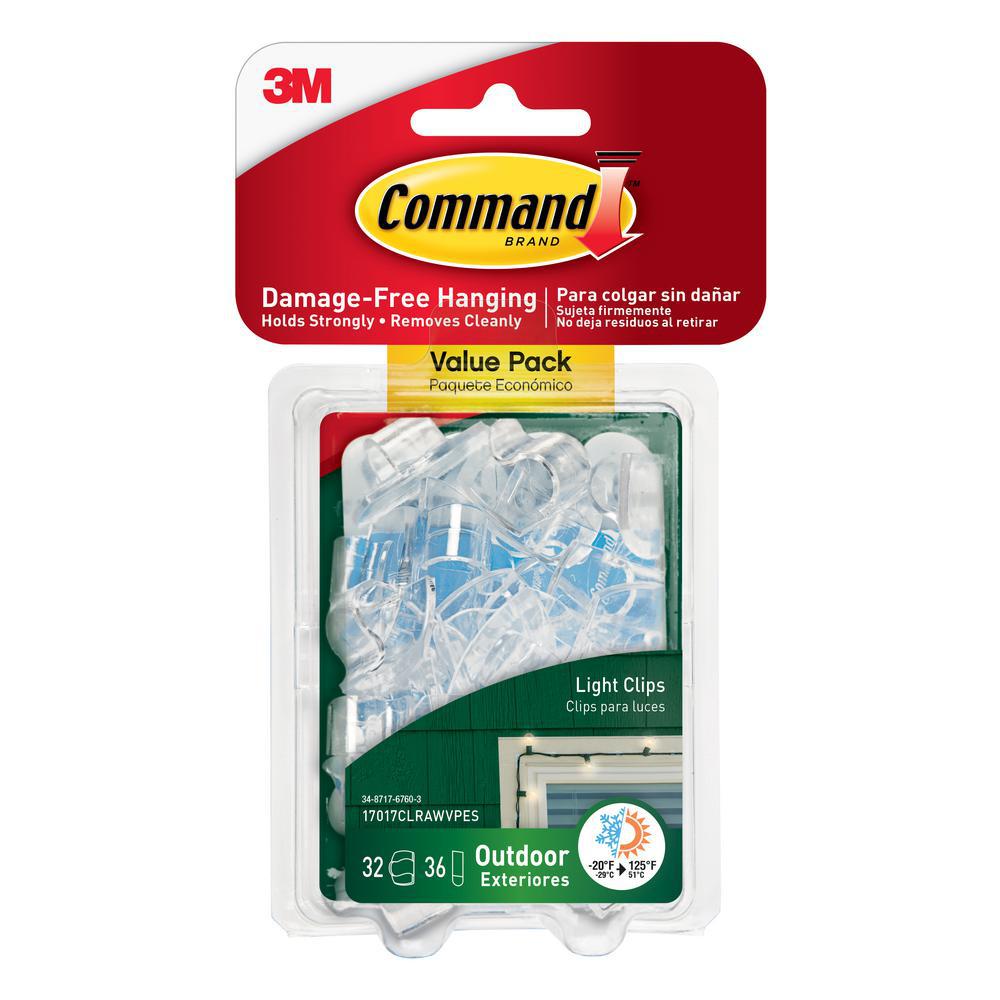 3M
Command™
BRAND
Damage-Free Hanging
Holds Strongly • Removes Cleanly
Para colgar sin dañar
Sujeta firmemente
No deja residuos al retirar
Value Pack
Paquete Económico
Command
Light Clips
Clips para luces
34-8717-6760-3
17017CLRAWVPES
32 36 Outdoor
Exteriores
-20°F 125°F
-29°C 51°C